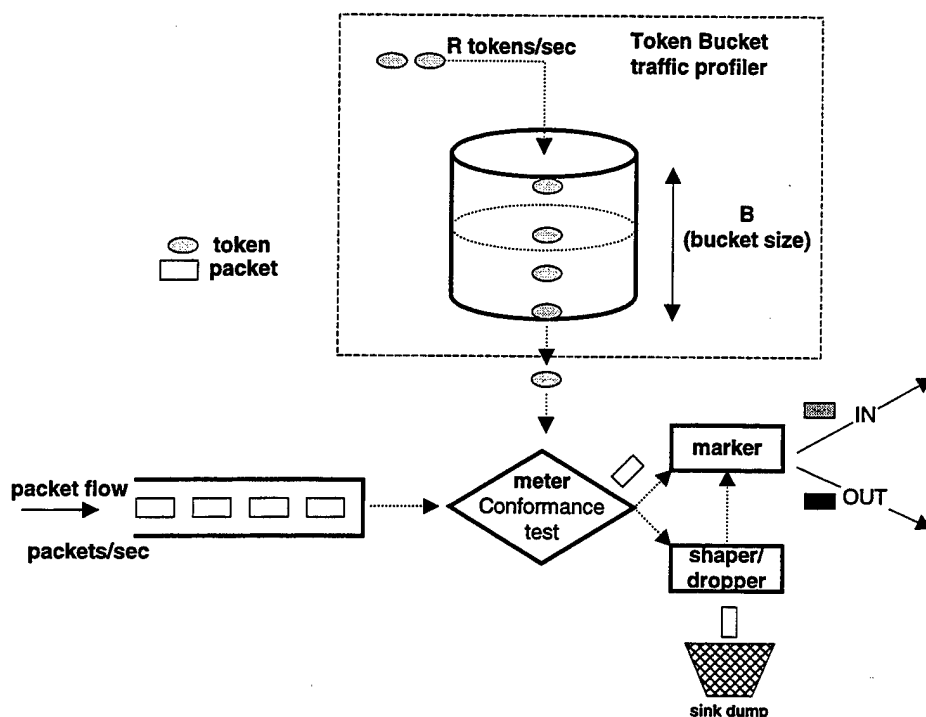 R tokens/sec
Token Bucket
traffic profiler
B
(bucket size)
token
packet
IN
marker
meter
Conformance
test
packet flow
packets/sec
OUT
shaper/
dropper
sink dump